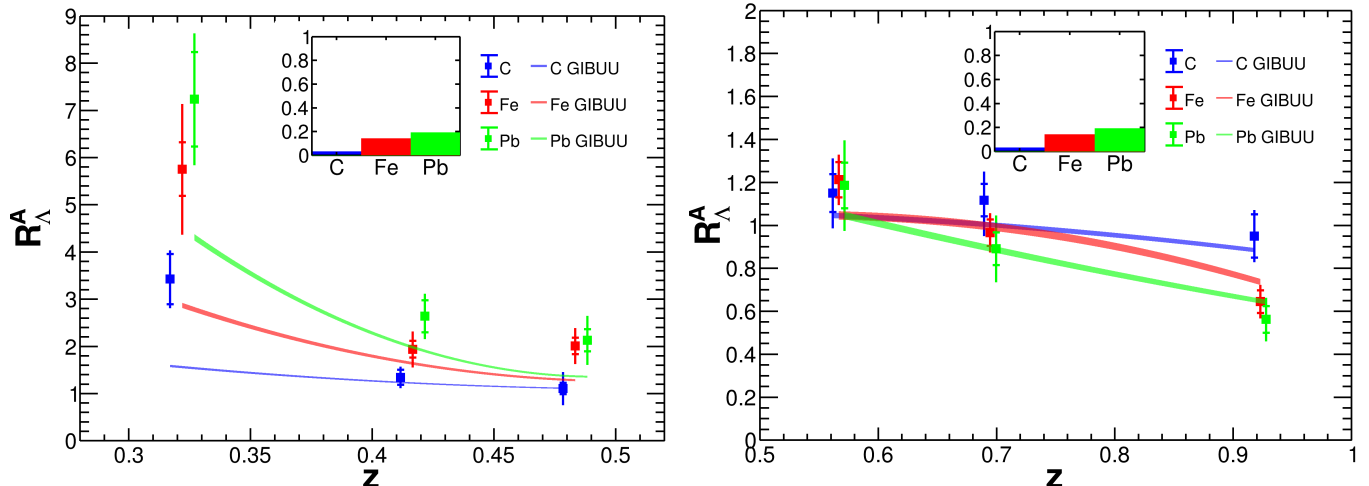 9
8
7
6
5
4
3
2
1
0
0.3
0.35
0.4
0.45
0.5
z
R^A_Λ
1
0.8
0.6
0.4
0.2
0
C
Fe
Pb
C
C GIBUU
Fe
Fe GIBUU
Pb
Pb GIBUU
2
1.8
1.6
1.4
1.2
1
0.8
0.6
0.4
0.2
0
0.5
0.6
0.7
0.8
0.9
1
z
R^A_Λ
1
0.8
0.6
0.4
0.2
0
C
Fe
Pb
C
C GIBUU
Fe
Fe GIBUU
Pb
Pb GIBUU